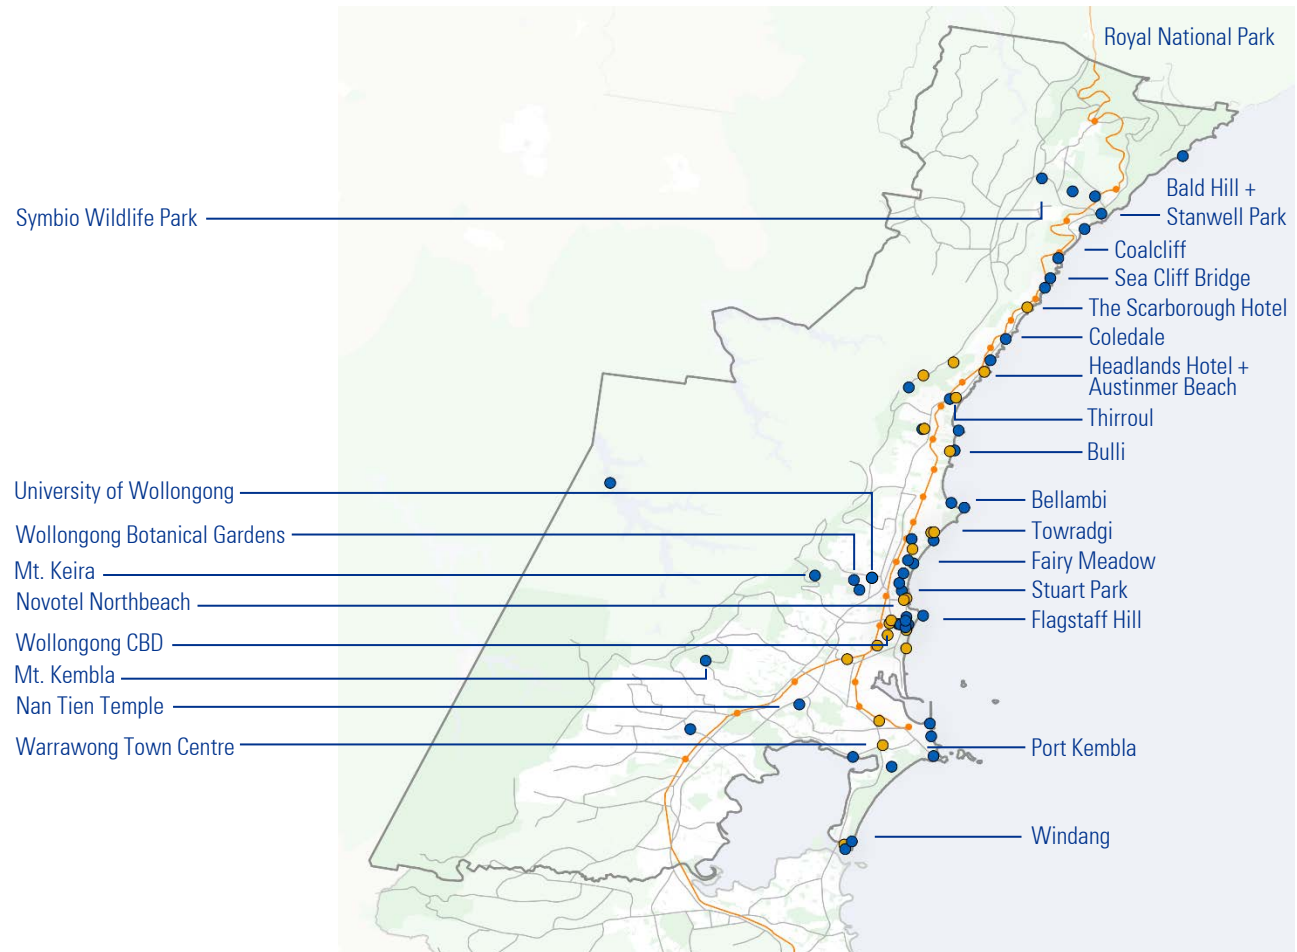 Royal National Park
Symbio Wildlife Park
Bald Hill +
Stanwell Park
Coalcliff
Sea Cliff Bridge
The Scarborough Hotel
Coledale
Headlands Hotel +
Austinmer Beach
Thirroul
Bulli
University of Wollongong
Bellambi
Wollongong Botanical Gardens
Towradgi
Mt. Keira
Fairy Meadow
Novotel Northbeach
Stuart Park
Flagstaff Hill
Wollongong CBD
Mt. Kembla
Nan Tien Temple
Warrawong Town Centre
Port Kembla
Windang